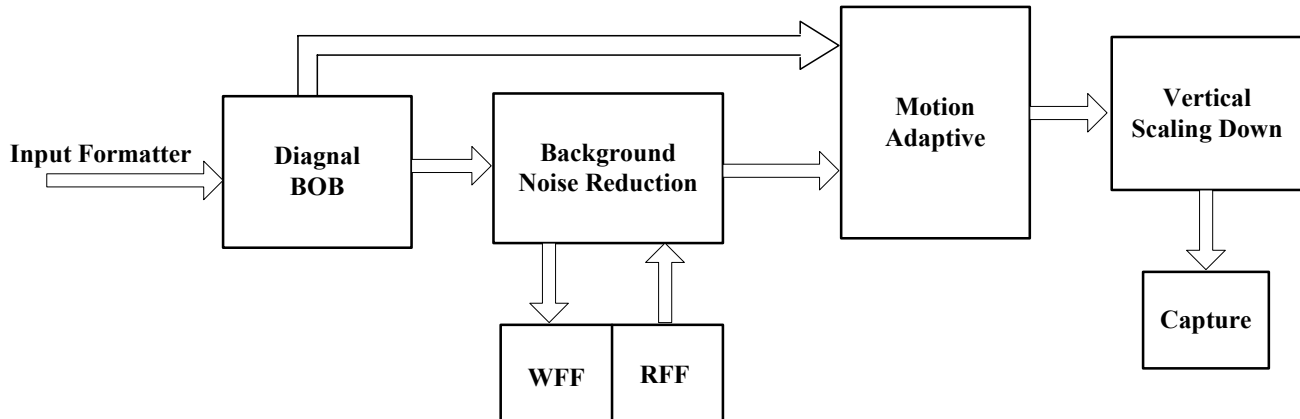 Input Formatter
Diagnal
BOB
Background
Noise Reduction
Motion
Adaptive
Vertical
Scaling Down
WFF
RFF
Capture